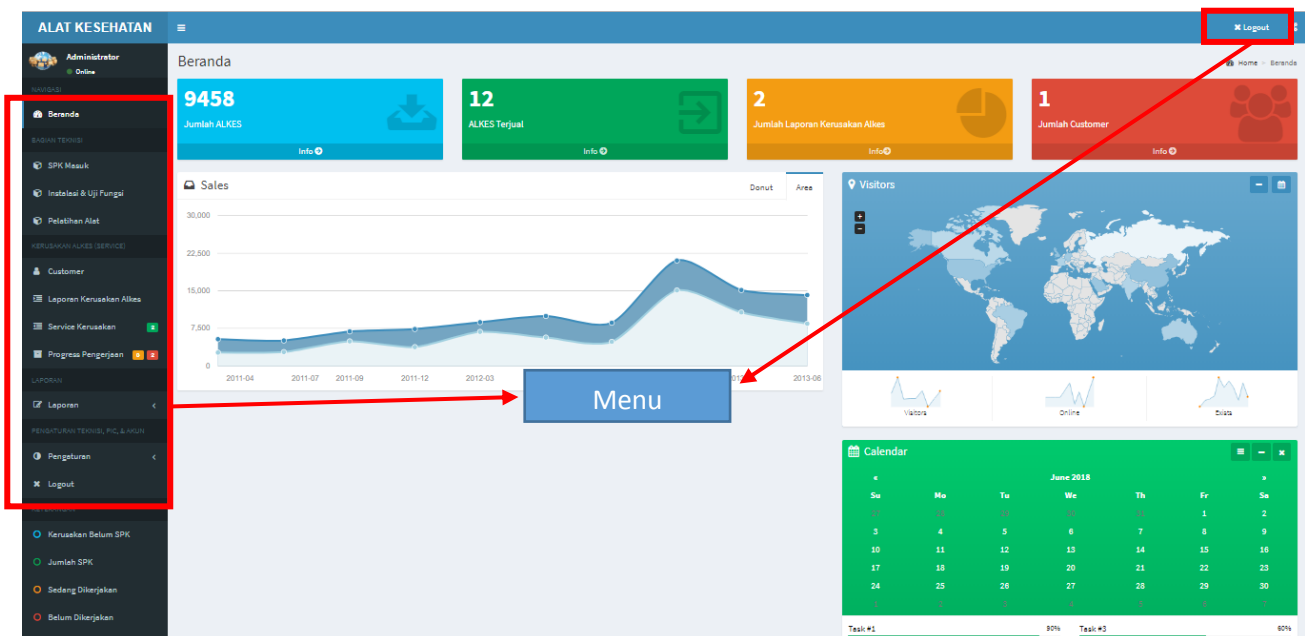 ALAT KESEHATAN
Logout
Administrator
Online
NAVIGASI
Beranda
BAGIAN TEKNISI
SPK Masuk
Instalasi & Uji Fungsi
Pelatihan Alat
KERUSAKAN ALKES (SERVICE)
Customer
Laporan Kerusakan Alkes
Service Kerusakan
Progress Pengerjaan
LAPORAN
Laporan
PENGATURAN TEKNISI, PIC, & AKUN
Pengaturan
Logout
Kerusakan Belum SPK
Jumlah SPK
Sedang Dikerjakan
Belum Dikerjakan
Beranda
Home > Beranda
9458
Jumlah ALKES
Info
12
ALKES Terjual
Info
2
Jumlah Laporan Kerusakan Alkes
Info
1
Jumlah Customer
Info
Sales
Donut Area
30,000
22,500
15,000
7,500
0
2011-04 2011-07 2011-09 2011-12 2012-03 2013-06
Menu
Visitors
+
−
Visitors Online Exists
Calendar
« June 2018 »
Su Mo Tu We Th Fr Sa
1 2
3 4 5 6 7 8 9
10 11 12 13 14 15 16
17 18 19 20 21 22 23
24 25 26 27 28 29 30
Task #1 90% Task #3 60%